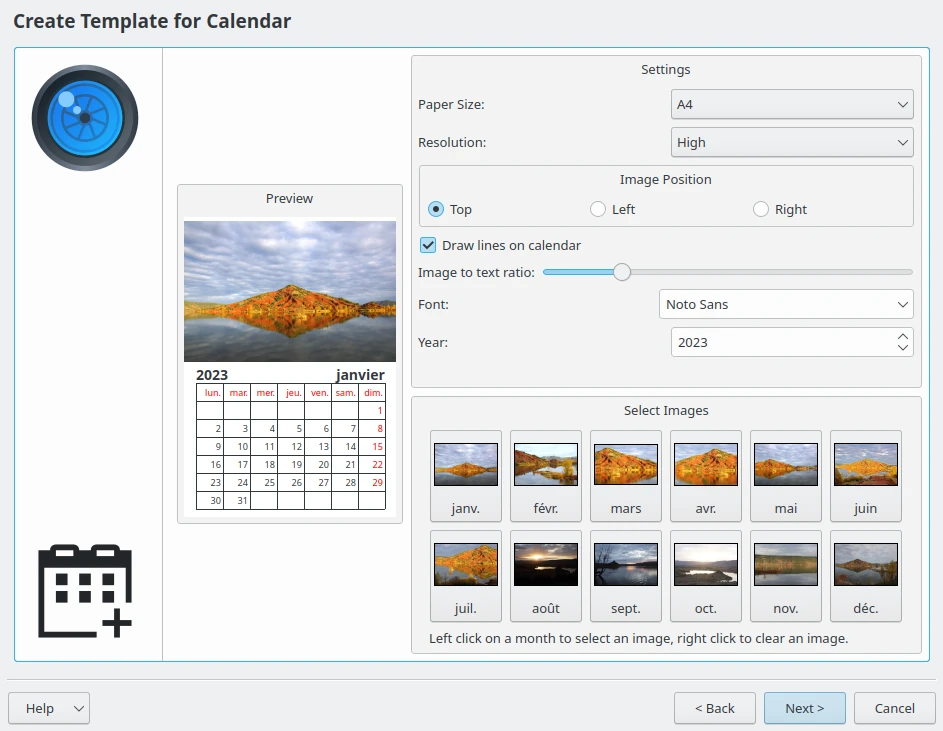 Create Template for Calendar
Preview
2023 janvier
lun. mar. mer. jeu. ven. sam. dim.
1
2 3 4 5 6 7 8
9 10 11 12 13 14 15
16 17 18 19 20 21 22
23 24 25 26 27 28 29
30 31
Settings
Paper Size: A4
Resolution: High
Image Position
Top Left Right
Draw lines on calendar
Image to text ratio:
Font: Noto Sans
Year: 2023
Select Images
janv. févr. mars avr. mai juin
juil. août sept. oct. nov. déc.
Left click on a month to select an image, right click to clear an image.
Help < Back Next > Cancel